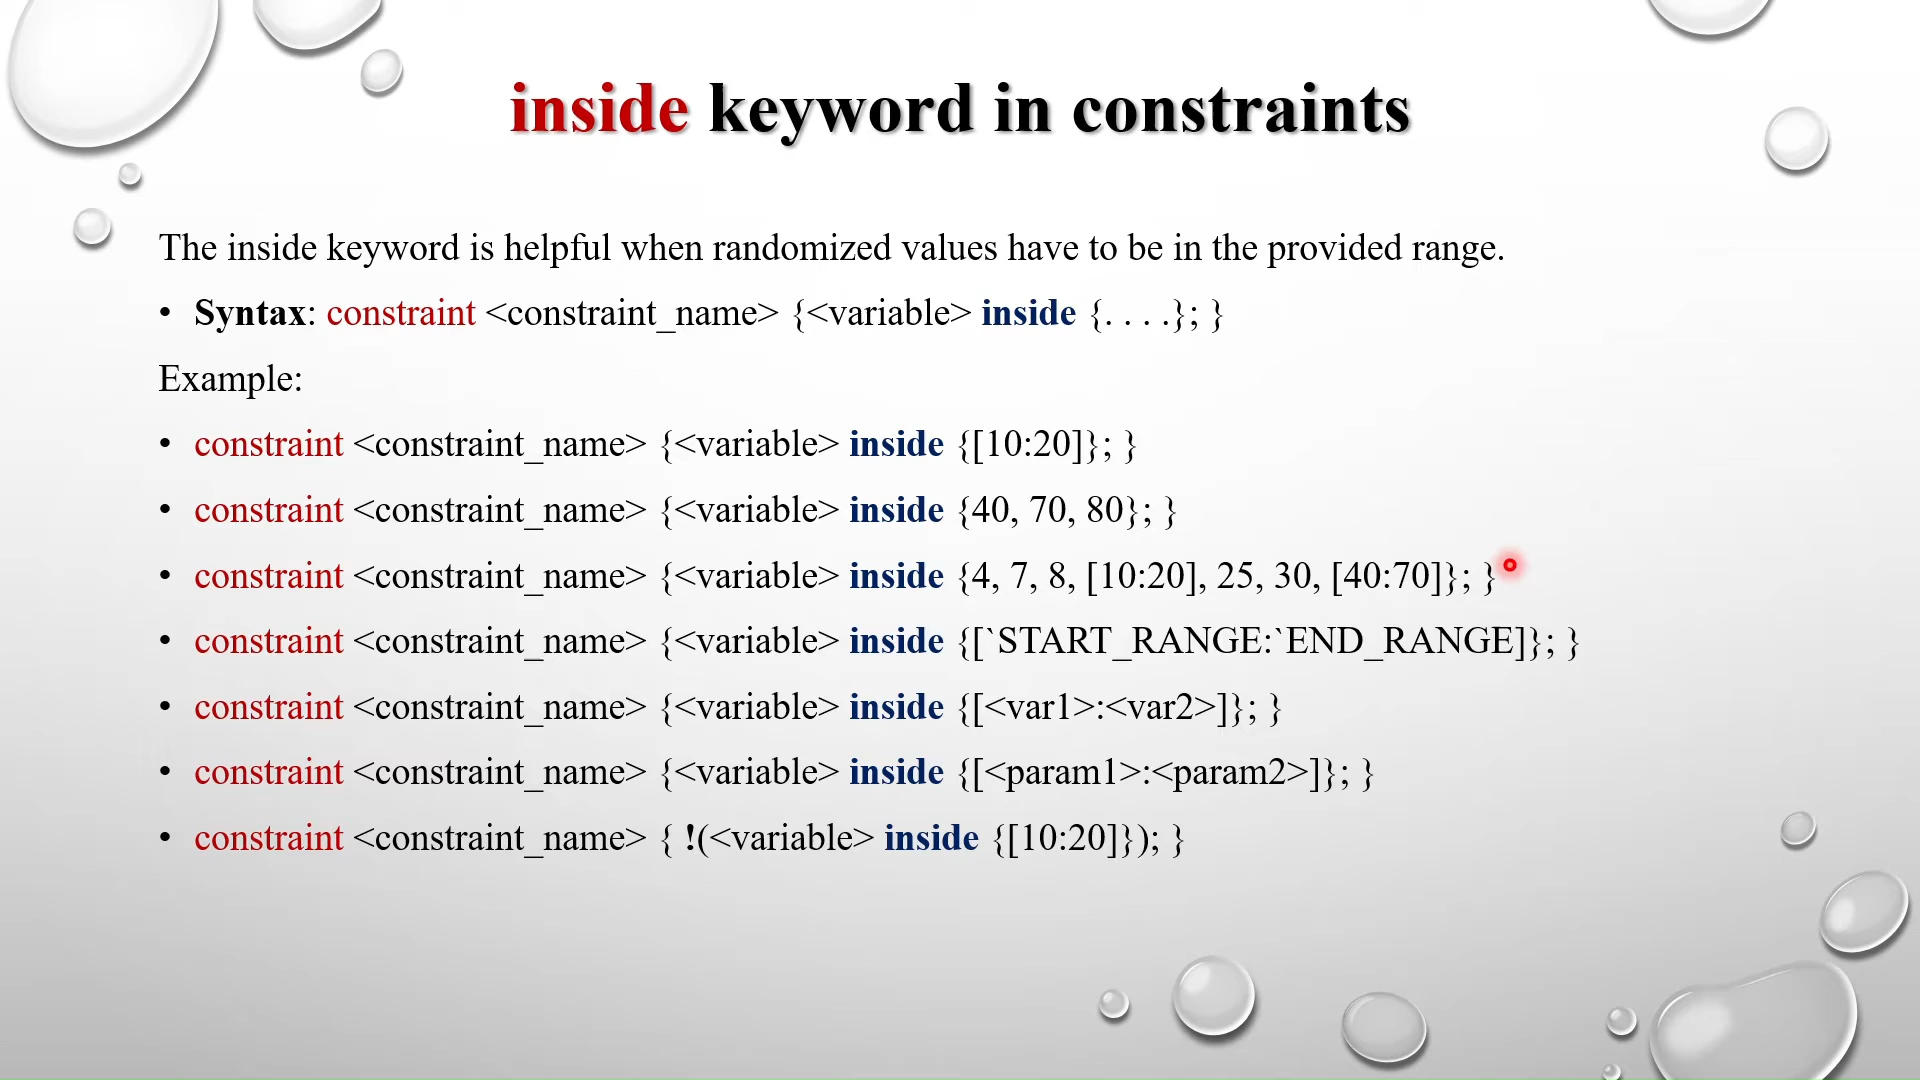 inside keyword in constraints
The inside keyword is helpful when randomized values have to be in the provided range.
• Syntax: constraint <constraint_name> {<variable> inside {. . . .}; }
Example:
• constraint <constraint_name> {<variable> inside {[10:20]}; }
• constraint <constraint_name> {<variable> inside {40, 70, 80}; }
• constraint <constraint_name> {<variable> inside {4, 7, 8, [10:20], 25, 30, [40:70]}; }
• constraint <constraint_name> {<variable> inside {[`START_RANGE:`END_RANGE]}; }
• constraint <constraint_name> {<variable> inside {[<var1>:<var2>]}; }
• constraint <constraint_name> {<variable> inside {[<param1>:<param2>]}; }
• constraint <constraint_name> { !(<variable> inside {[10:20]}); }